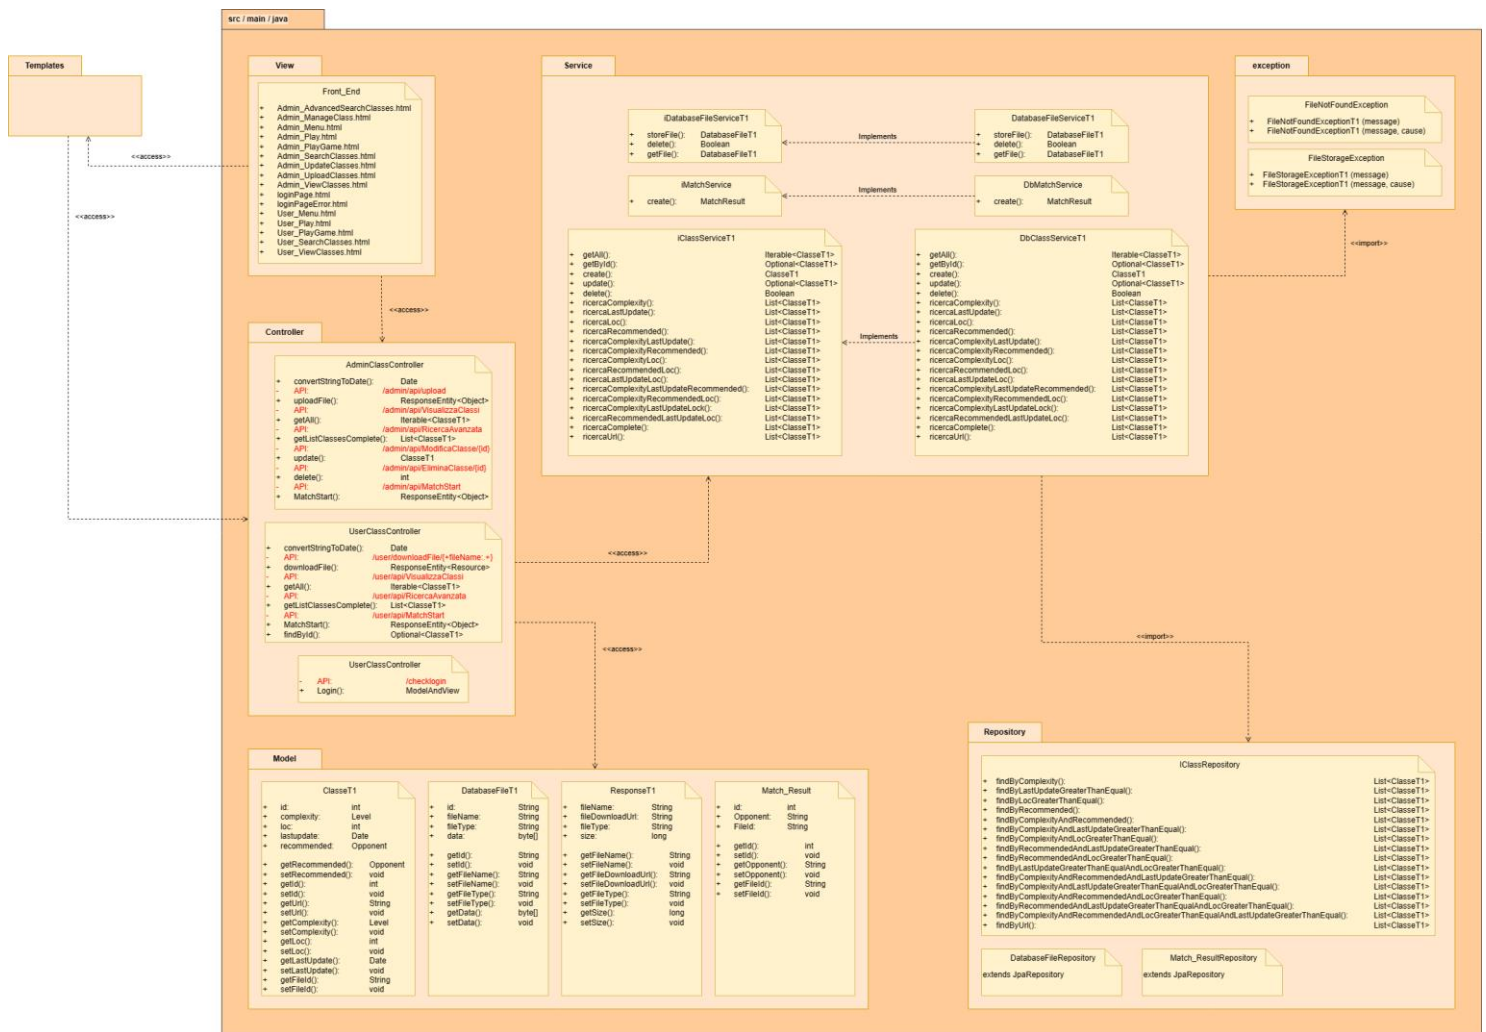 src / main / java
Templates
<<access>>
<<access>>
View
Front_End
+ Admin_AdvancedSearchClasses.html
+ Admin_ManageClass.html
+ Admin_Menu.html
+ Admin_Play.html
+ Admin_PlayGame.html
+ Admin_SearchClasses.html
+ Admin_UpdateClasses.html
+ Admin_UploadClasses.html
+ Admin_ViewClasses.html
+ loginPage.html
+ loginPageError.html
+ User_Menu.html
+ User_Play.html
+ User_PlayGame.html
+ User_SearchClasses.html
+ User_ViewClasses.html
<<access>>
Service
iDatabaseFileServiceT1
+ storeFile(): DatabaseFileT1
+ delete(): Boolean
+ getFile(): DatabaseFileT1
Implements
DatabaseFileServiceT1
+ storeFile(): DatabaseFileT1
+ delete(): Boolean
+ getFile(): DatabaseFileT1
iMatchService
+ create(): MatchResult
Implements
DbMatchService
+ create(): MatchResult
iClassServiceT1
+ getAll(): Iterable<ClasseT1>
+ getById(): Optional<ClasseT1>
+ create(): ClasseT1
+ update(): Optional<ClasseT1>
+ delete(): Boolean
+ ricercaComplexity(): List<ClasseT1>
+ ricercaLastUpdate(): List<ClasseT1>
+ ricercaLoc(): List<ClasseT1>
+ ricercaRecommended(): List<ClasseT1>
+ ricercaComplexityLastUpdate(): List<ClasseT1>
+ ricercaComplexityRecommended(): List<ClasseT1>
+ ricercaComplexityLoc(): List<ClasseT1>
+ ricercaRecommendedLoc(): List<ClasseT1>
+ ricercaLastUpdateLoc(): List<ClasseT1>
+ ricercaComplexityLastUpdateRecommended(): List<ClasseT1>
+ ricercaComplexityRecommendedLoc(): List<ClasseT1>
+ ricercaComplexityLastUpdateLock(): List<ClasseT1>
+ ricercaRecommendedLastUpdateLoc(): List<ClasseT1>
+ ricercaComplete(): List<ClasseT1>
+ ricercaUrl(): List<ClasseT1>
Implements
DbClassServiceT1
+ getAll(): Iterable<ClasseT1>
+ getById(): Optional<ClasseT1>
+ create(): ClasseT1
+ update(): Optional<ClasseT1>
+ delete(): Boolean
+ ricercaComplexity(): List<ClasseT1>
+ ricercaLastUpdate(): List<ClasseT1>
+ ricercaLoc(): List<ClasseT1>
+ ricercaRecommended(): List<ClasseT1>
+ ricercaComplexityLastUpdate(): List<ClasseT1>
+ ricercaComplexityRecommended(): List<ClasseT1>
+ ricercaComplexityLoc(): List<ClasseT1>
+ ricercaRecommendedLoc(): List<ClasseT1>
+ ricercaLastUpdateLoc(): List<ClasseT1>
+ ricercaComplexityLastUpdateRecommended(): List<ClasseT1>
+ ricercaComplexityRecommendedLoc(): List<ClasseT1>
+ ricercaComplexityLastUpdateLock(): List<ClasseT1>
+ ricercaRecommendedLastUpdateLoc(): List<ClasseT1>
+ ricercaComplete(): List<ClasseT1>
+ ricercaUrl(): List<ClasseT1>
exception
FileNotFoundException
+ FileNotFoundExceptionT1 (message)
+ FileNotFoundExceptionT1 (message, cause)
FileStorageException
+ FileStorageExceptionT1 (message)
+ FileStorageExceptionT1 (message, cause)
<<import>>
Controller
AdminClassController
+ convertStringToDate(): Date
- API: /admin/api/upload
+ uploadFile(): ResponseEntity<Object>
- API: /admin/api/VisualizzaClassi
+ getAll(): Iterable<ClasseT1>
- API: /admin/api/RicercaAvanzata
+ getListClassesComplete(): List<ClasseT1>
- API: /admin/api/ModificaClasse/{id}
+ update(): ClasseT1
- API: /admin/api/EliminaClasse/{id}
+ delete(): int
- API: /admin/api/MatchStart
+ MatchStart(): ResponseEntity<Object>
UserClassController
+ convertStringToDate(): Date
- API: /user/downloadFile/{+fileName:.+}
+ downloadFile(): ResponseEntity<Resource>
- API: /user/api/VisualizzaClassi
+ getAll(): Iterable<ClasseT1>
- API: /user/api/RicercaAvanzata
+ getListClassesComplete(): List<ClasseT1>
- API: /user/api/MatchStart
+ MatchStart(): ResponseEntity<Object>
+ findById(): Optional<ClasseT1>
UserClassController
- API: /checklogin
+ Login(): ModelAndView
<<access>>
<<access>>
<<import>>
Model
ClasseT1
+ id: int
+ complexity: Level
+ loc: int
+ lastupdate: Date
+ recommended: Opponent
+ getRecommended(): Opponent
+ setRecommended(): void
+ getId(): int
+ setId(): void
+ getUrl(): String
+ setUrl(): void
+ getComplexity(): Level
+ setComplexity(): void
+ getLoc(): int
+ setLoc(): void
+ getLastUpdate(): Date
+ setLastUpdate(): void
+ getFileId(): String
+ setFileId(): void
DatabaseFileT1
+ id: String
+ fileName: String
+ fileType: String
+ data: byte[]
+ getId(): String
+ setId(): void
+ getFileName(): String
+ setFileName(): void
+ getFileType(): String
+ setFileType(): void
+ getData(): byte[]
+ setData(): void
ResponseT1
+ fileName: String
+ fileDownloadUrl: String
+ fileType: String
+ size: long
+ getFileName(): String
+ setFileName(): void
+ getFileDownloadUrl(): String
+ setFileDownloadUrl(): void
+ getFileType(): String
+ setFileType(): void
+ getSize(): long
+ setSize(): void
Match_Result
+ id: int
+ Opponent: String
+ FileId: String
+ getId(): int
+ setId(): void
+ getOpponent(): String
+ setOpponent(): void
+ getFileId(): String
+ setFileId(): void
Repository
IClassRepository
+ findByComplexity(): List<ClasseT1>
+ findByLastUpdateGreaterThanEqual(): List<ClasseT1>
+ findByLocGreaterThanEqual(): List<ClasseT1>
+ findByRecommended(): List<ClasseT1>
+ findByComplexityAndRecommended(): List<ClasseT1>
+ findByComplexityAndLastUpdateGreaterThanEqual(): List<ClasseT1>
+ findByComplexityAndLocGreaterThanEqual(): List<ClasseT1>
+ findByRecommendedAndLastUpdateGreaterThanEqual(): List<ClasseT1>
+ findByRecommendedAndLocGreaterThanEqual(): List<ClasseT1>
+ findByLastUpdateGreaterThanEqualAndLocGreaterThanEqual(): List<ClasseT1>
+ findByComplexityAndRecommendedAndLastUpdateGreaterThanEqual(): List<ClasseT1>
+ findByComplexityAndLastUpdateGreaterThanEqualAndLocGreaterThanEqual(): List<ClasseT1>
+ findByComplexityAndRecommendedAndLocGreaterThanEqual(): List<ClasseT1>
+ findByRecommendedAndLastUpdateGreaterThanEqualAndLocGreaterThanEqual(): List<ClasseT1>
+ findByComplexityAndRecommendedAndLocGreaterThanEqualAndLastUpdateGreaterThanEqual(): List<ClasseT1>
+ findByUrl(): List<ClasseT1>
DatabaseFileRepository
extends JpaRepository
Match_ResultRepository
extends JpaRepository